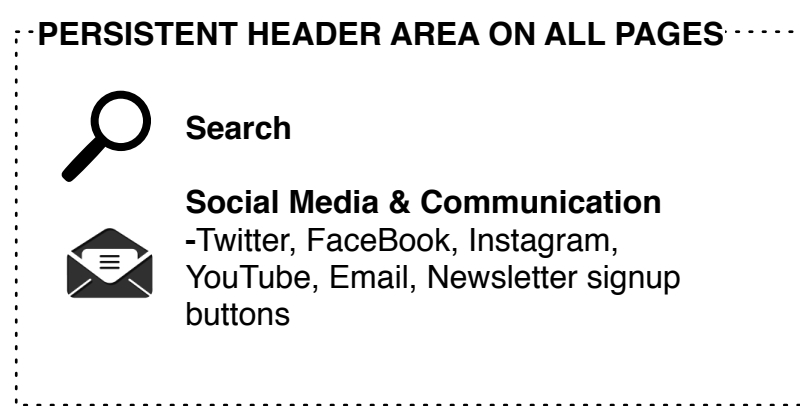 PERSISTENT HEADER AREA ON ALL PAGES
Search
Social Media & Communication
-Twitter, FaceBook, Instagram,
YouTube, Email, Newsletter signup
buttons